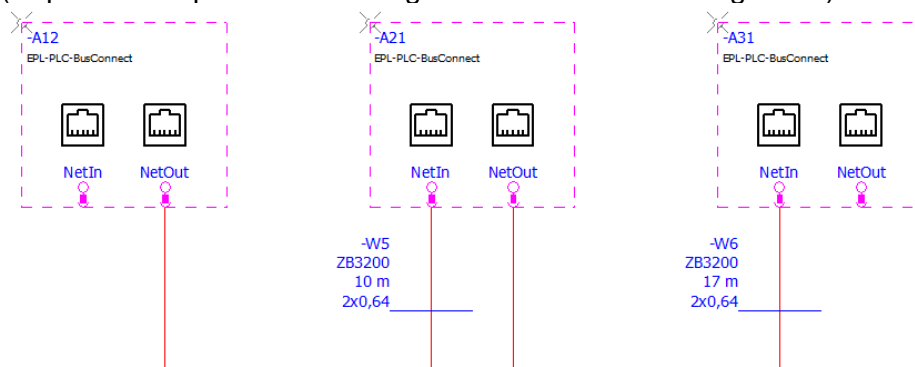 -A12
EPL-PLC-BusConnect
NetIn NetOut
-A21
EPL-PLC-BusConnect
NetIn NetOut
-W5
ZB3200
10 m
2x0,64
-A31
EPL-PLC-BusConnect
NetIn NetOut
-W6
ZB3200
17 m
2x0,64